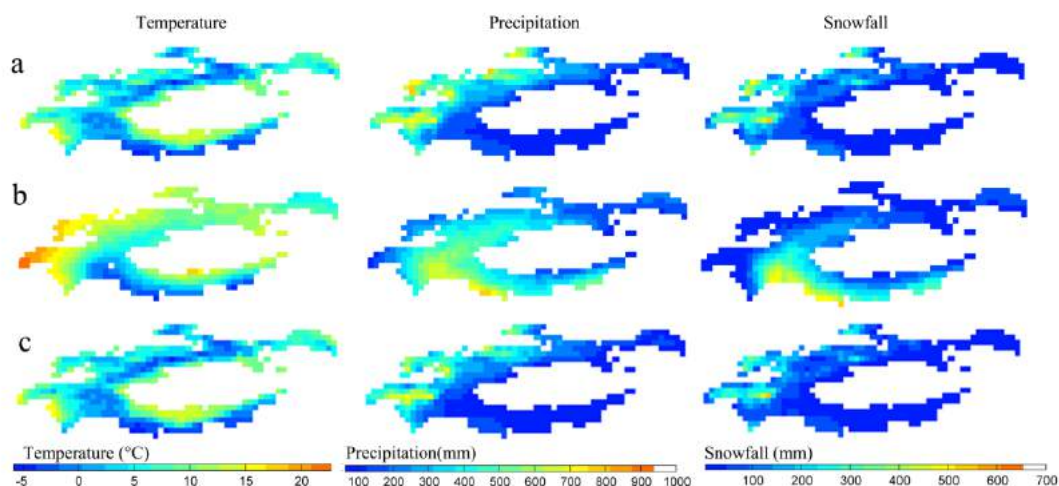 Temperature Precipitation Snowfall
a
b
c
Temperature (°C) Precipitation(mm) Snowfall (mm)
-5 0 5 10 15 20 100 200 300 400 500 600 700 800 900 1000 100 200 300 400 500 600 700